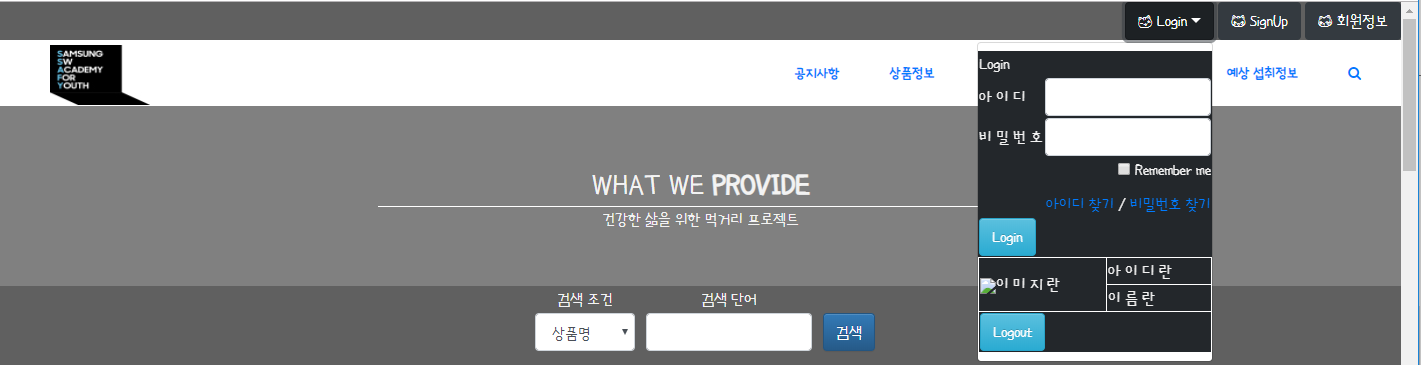 Login
SignUp
회원정보
SAMSUNG
SW
ACADEMY
FOR
YOUTH
공지사항
상품정보
예상 섭취정보
Login
아이디
비밀번호
Remember me
아이디 찾기 / 비밀번호 찾기
Login
이미지란
아이디란
이름란
Logout
WHAT WE PROVIDE
건강한 삶을 위한 먹거리 프로젝트
검색 조건
검색 단어
상품명
검색